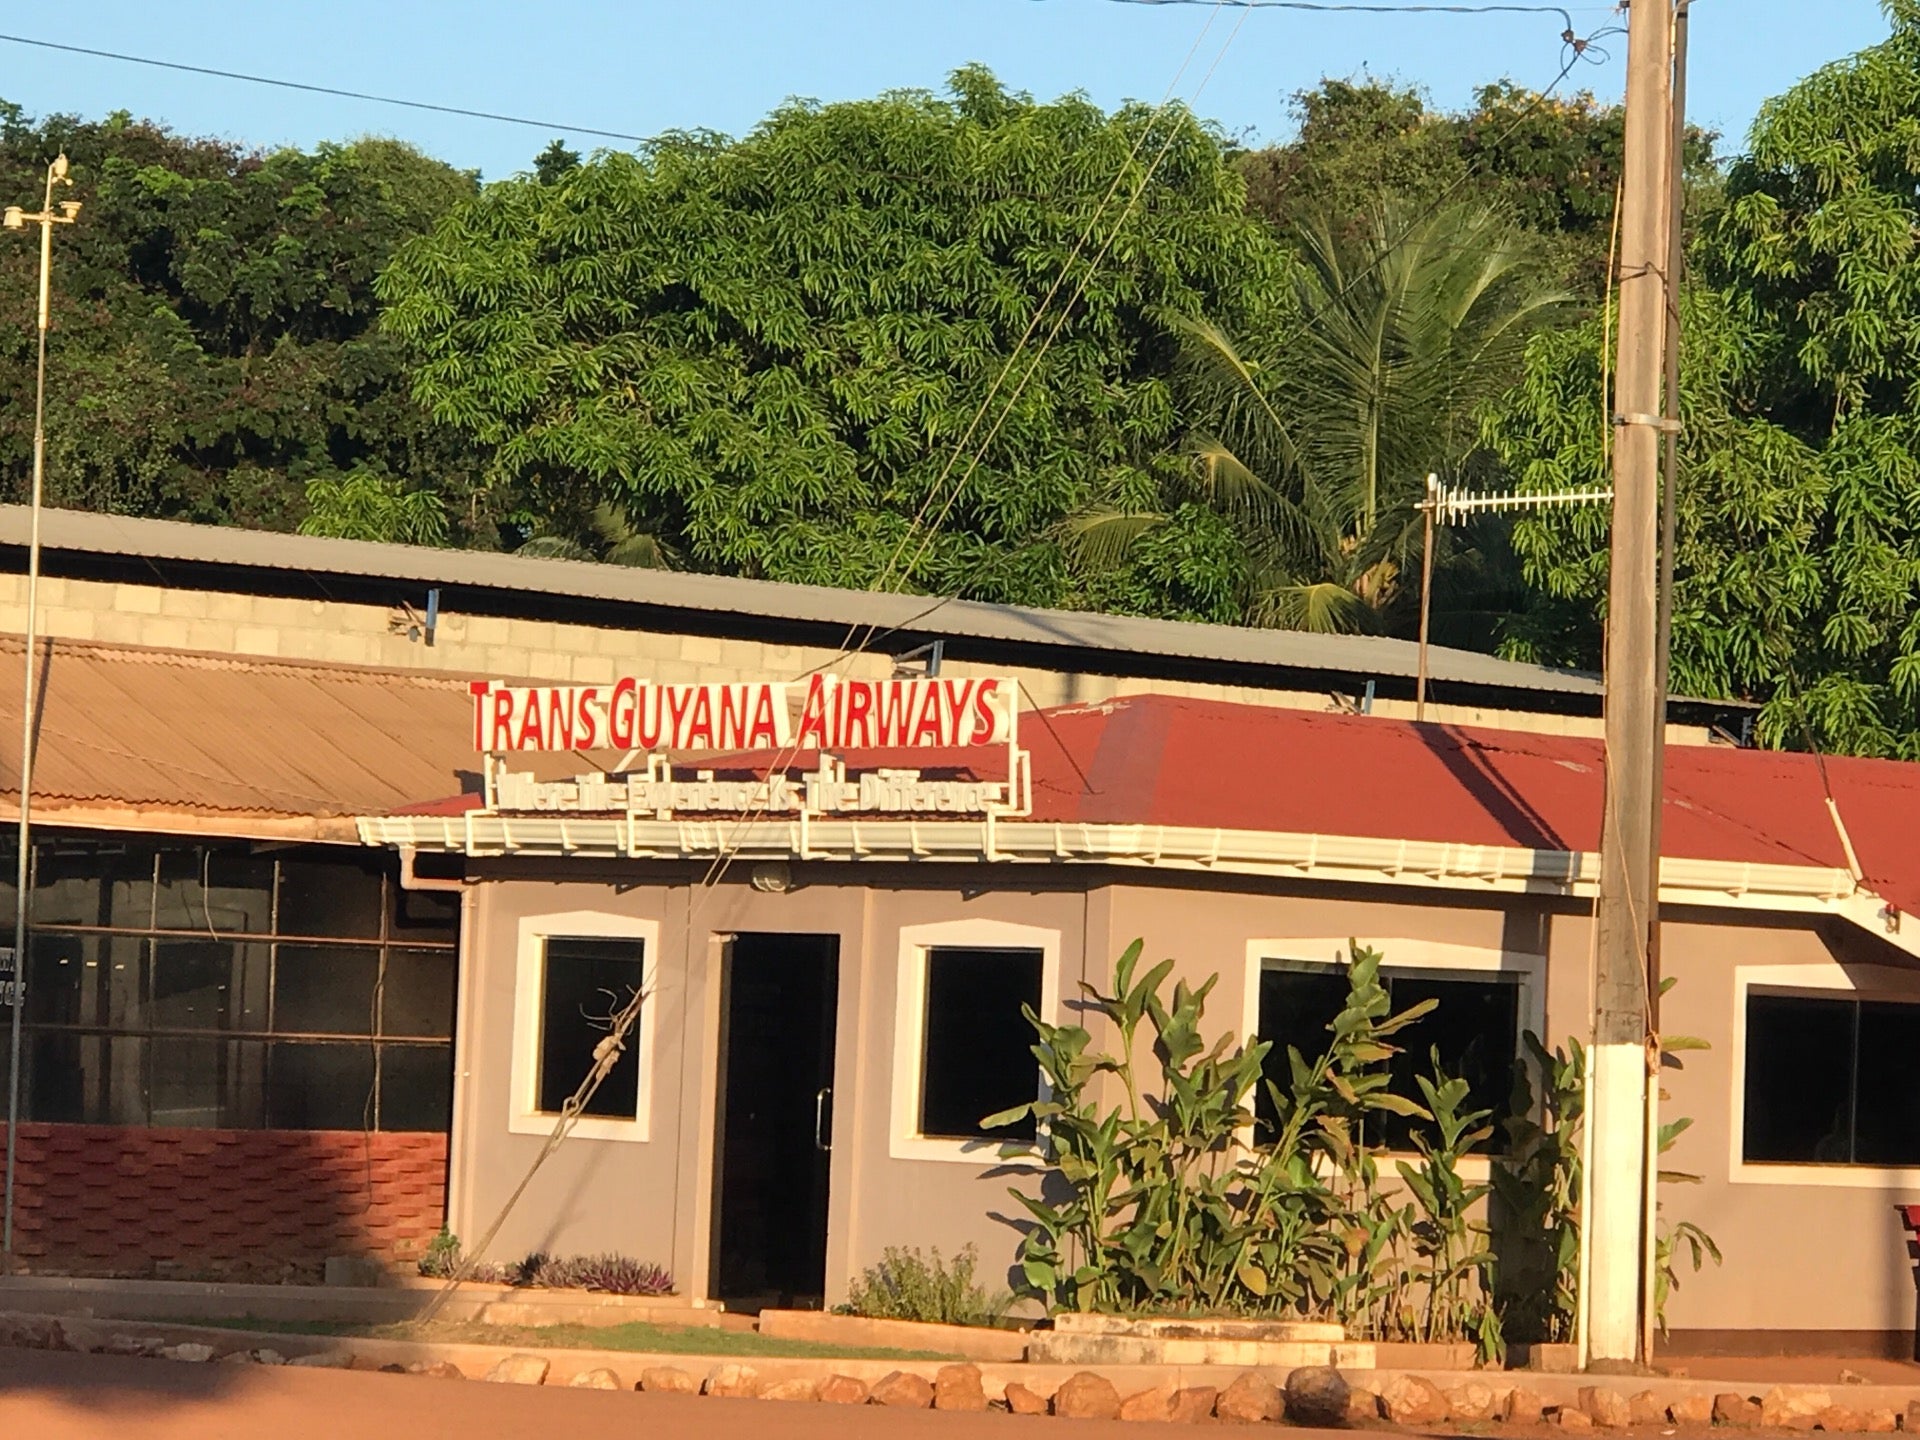 TRANS GUYANA AIRWAYS
Where The Experience Is The Difference